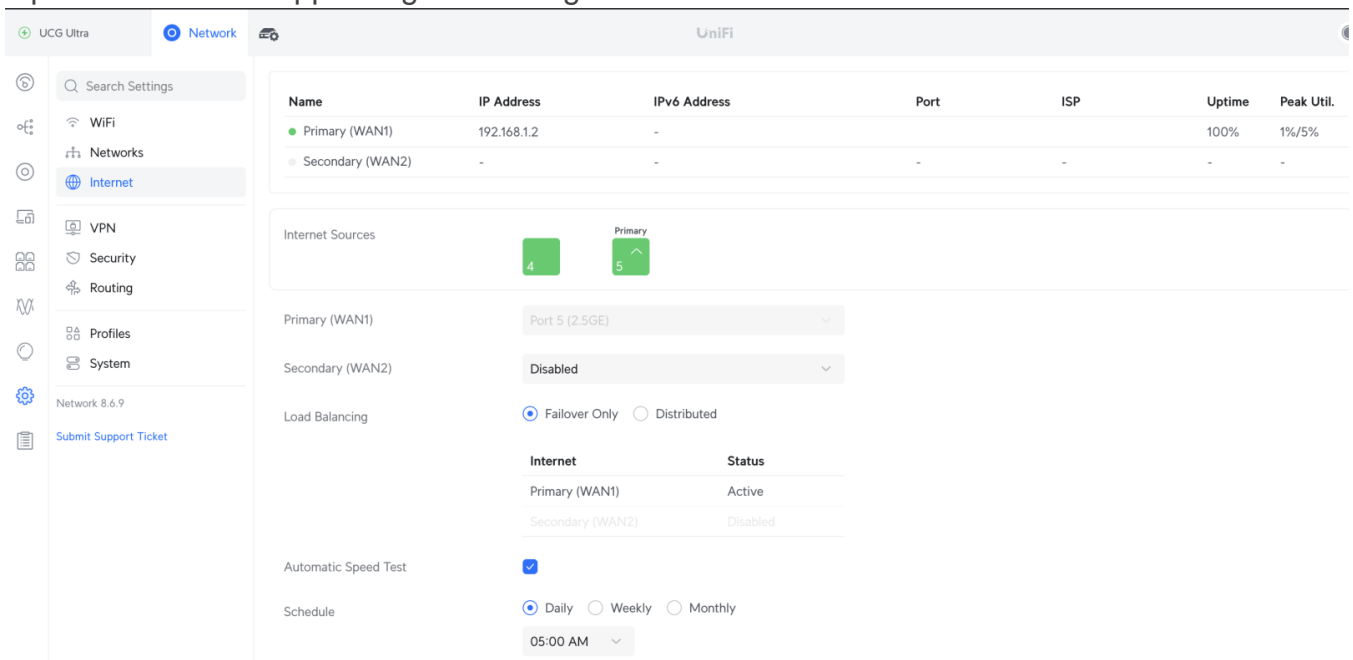 UCG Ultra Network UniFi
Search Settings
WiFi
Networks
Internet
VPN
Security
Routing
Profiles
System
Network 8.6.9
Submit Support Ticket
Name IP Address IPv6 Address Port ISP Uptime Peak Util.
Primary (WAN1) 192.168.1.2 - 100% 1%/5%
Secondary (WAN2) - - - - - -
Internet Sources
Primary
4 5
Primary (WAN1) Port 5 (2.5GE)
Secondary (WAN2) Disabled
Load Balancing Failover Only Distributed
Internet Status
Primary (WAN1) Active
Secondary (WAN2) Disabled
Automatic Speed Test
Schedule Daily Weekly Monthly
05:00 AM